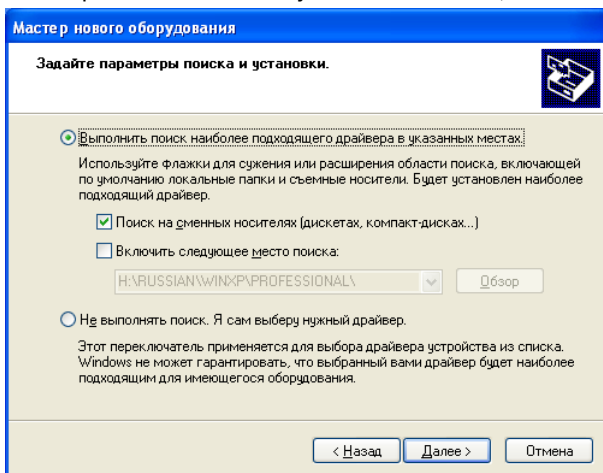 Мастер нового оборудования
Задайте параметры поиска и установки.
Выполнить поиск наиболее подходящего драйвера в указанных местах.
Используйте флажки для сужения или расширения области поиска, включающей
по умолчанию локальные папки и съемные носители. Будет установлен наиболее
подходящий драйвер.
Поиск на сменных носителях (дискетах, компакт-дисках...)
Включить следующее место поиска:
H:\RUSSIAN\WINXP\PROFESSIONAL\
Обзор
Не выполнять поиск. Я сам выберу нужный драйвер.
Этот переключатель применяется для выбора драйвера устройства из списка.
Windows не может гарантировать, что выбранный вами драйвер будет наиболее
подходящим для имеющегося оборудования.
< Назад
Далее >
Отмена